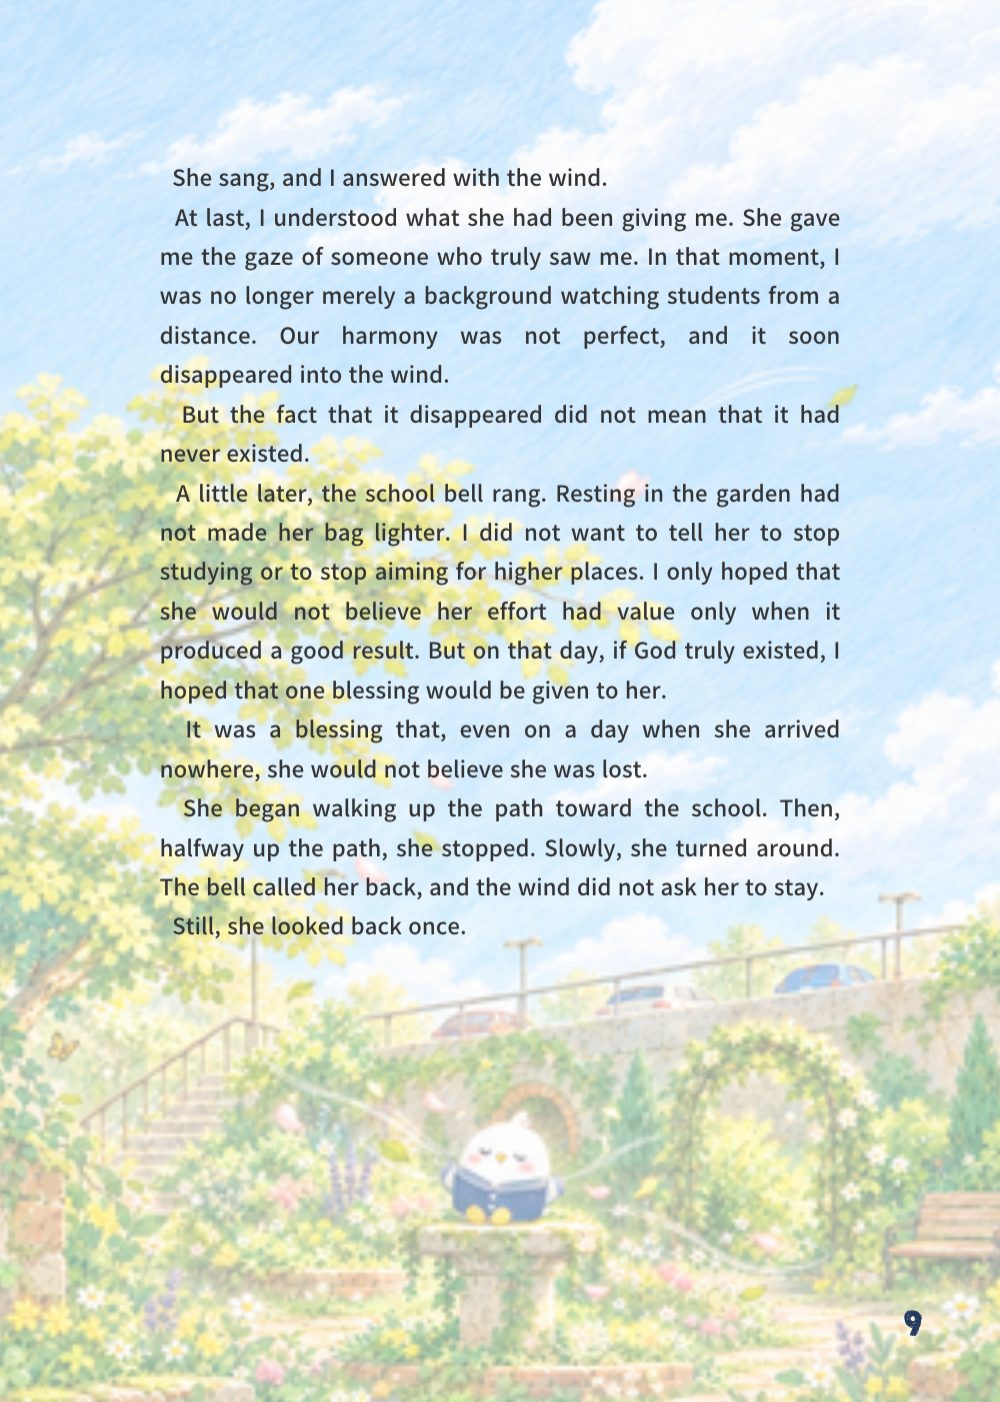 She sang, and I answered with the wind.
At last, I understood what she had been giving me. She gave
me the gaze of someone who truly saw me. In that moment, I
was no longer merely a background watching students from a
distance. Our harmony was not perfect, and it soon
disappeared into the wind.
But the fact that it disappeared did not mean that it had
never existed.
A little later, the school bell rang. Resting in the garden had
not made her bag lighter. I did not want to tell her to stop
studying or to stop aiming for higher places. I only hoped that
she would not believe her effort had value only when it
produced a good result. But on that day, if God truly existed, I
hoped that one blessing would be given to her.
It was a blessing that, even on a day when she arrived
nowhere, she would not believe she was lost.
She began walking up the path toward the school. Then,
halfway up the path, she stopped. Slowly, she turned around.
The bell called her back, and the wind did not ask her to stay.
Still, she looked back once.
9